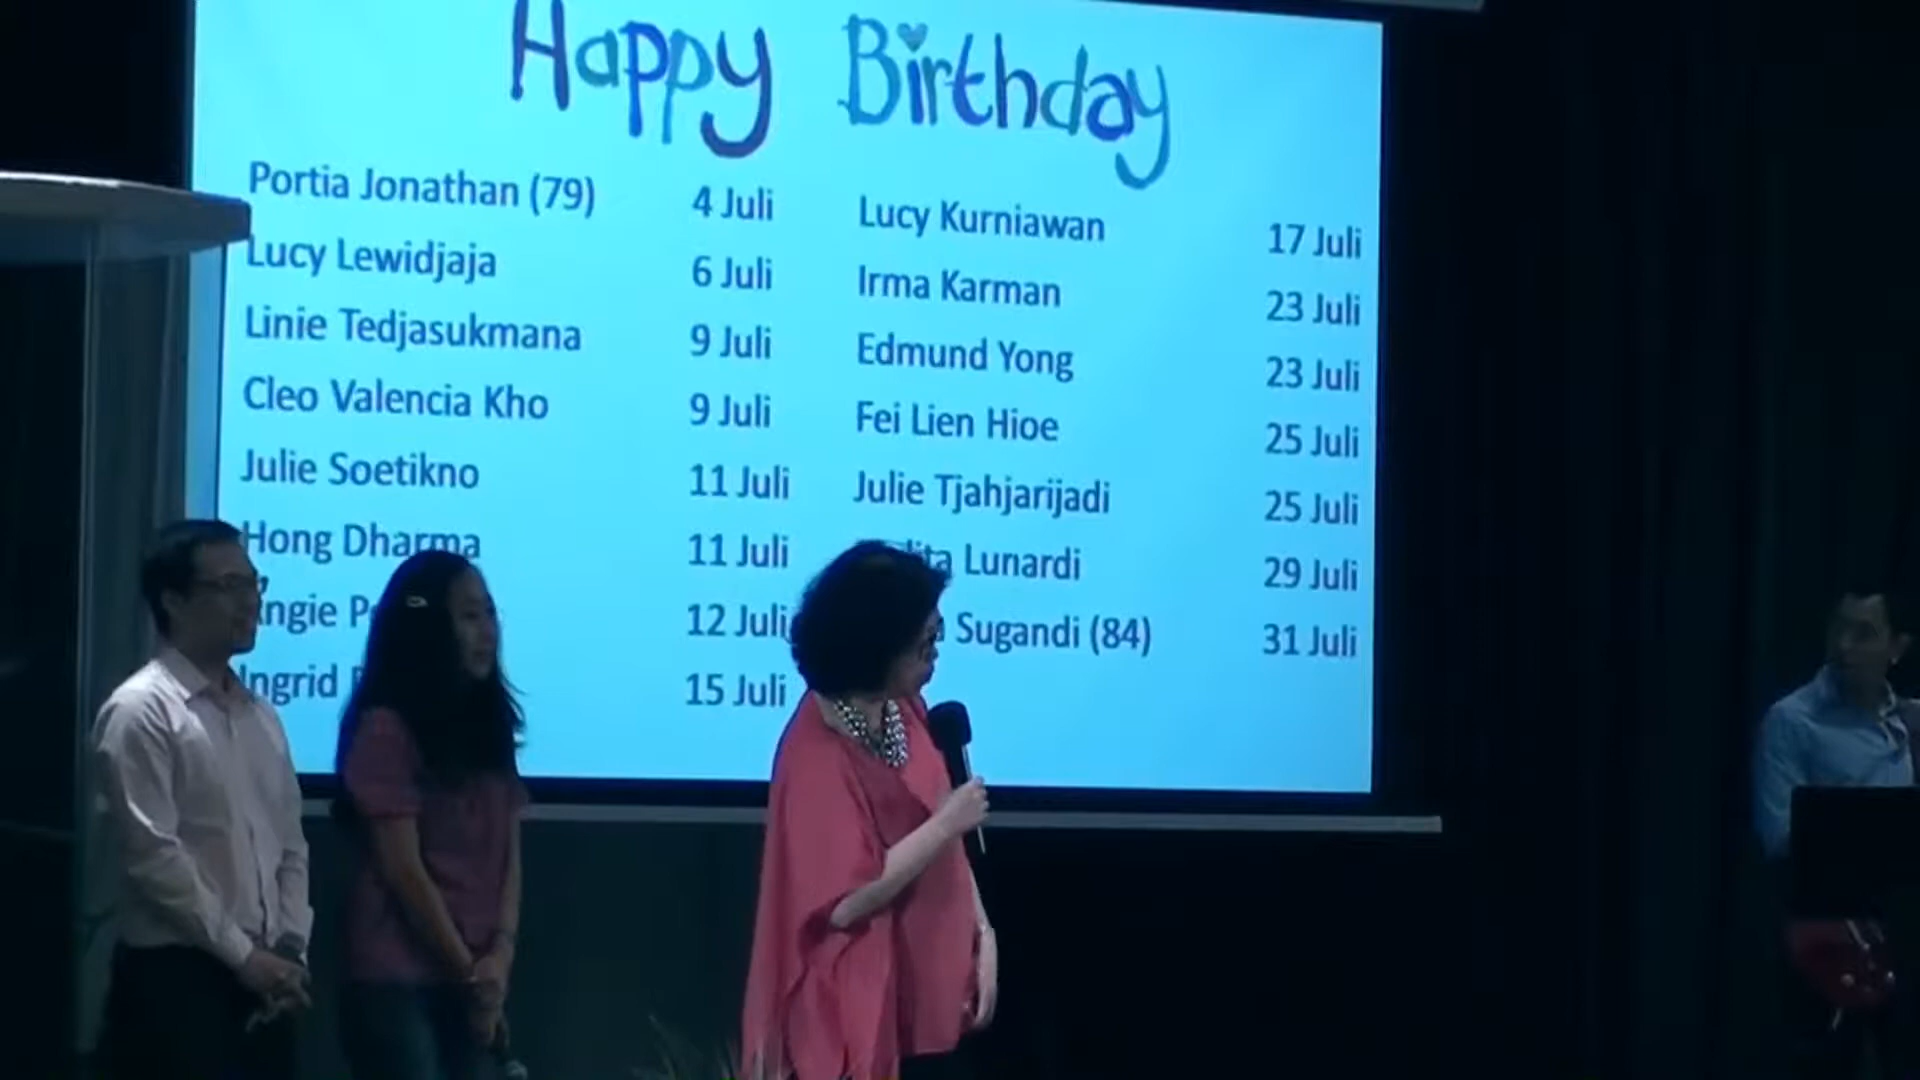 Happy Birthday
Portia Jonathan (79) 4 Juli
Lucy Lewidjaja 6 Juli
Linie Tedjasukmana 9 Juli
Cleo Valencia Kho 9 Juli
Julie Soetikno 11 Juli
Hong Dharma 11 Juli
12 Juli
Ingrid 15 Juli
Lucy Kurniawan 17 Juli
Irma Karman 23 Juli
Edmund Yong 23 Juli
Fei Lien Hioe 25 Juli
Julie Tjahjarijadi 25 Juli
Lunardi 29 Juli
Sugandi (84) 31 Juli